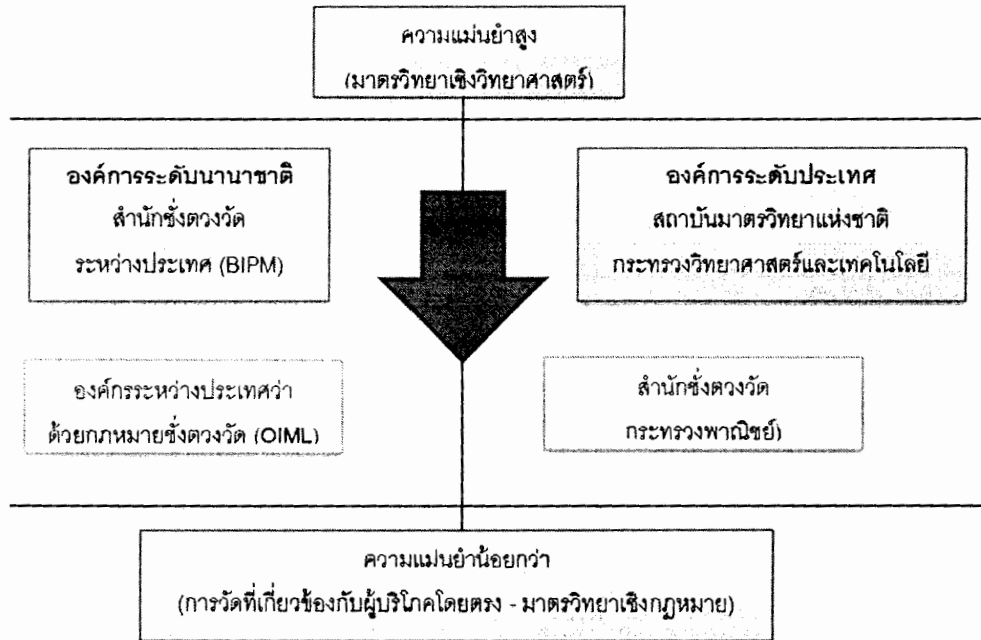 ความแม่นยำสูง
(มาตรวิทยาเชิงวิทยาศาสตร์)
องค์การระดับนานาชาติ
สำนักชั่งตวงวัด
ระหว่างประเทศ (BIPM)
องค์การระดับประเทศ
สถาบันมาตรวิทยาแห่งชาติ
กระทรวงวิทยาศาสตร์และเทคโนโลยี
องค์กรระหว่างประเทศว่า
ด้วยกฎหมายชั่งตวงวัด (OIML)
สำนักชั่งตวงวัด
กระทรวงพาณิชย์)
ความแม่นยำน้อยกว่า
(การวัดที่เกี่ยวข้องกับผู้บริโภคโดยตรง - มาตรวิทยาเชิงกฎหมาย)